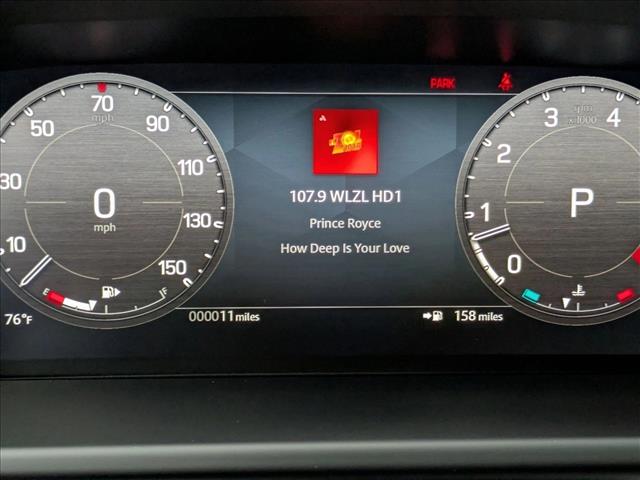 PARK
70
mph
50
90
30
110
0
mph
10
130
150
E
F
76°F
000011 miles
107.9 WLZL HD1
Prince Royce
How Deep Is Your Love
158 miles
3
r/m
x1000
4
2
1
P
0